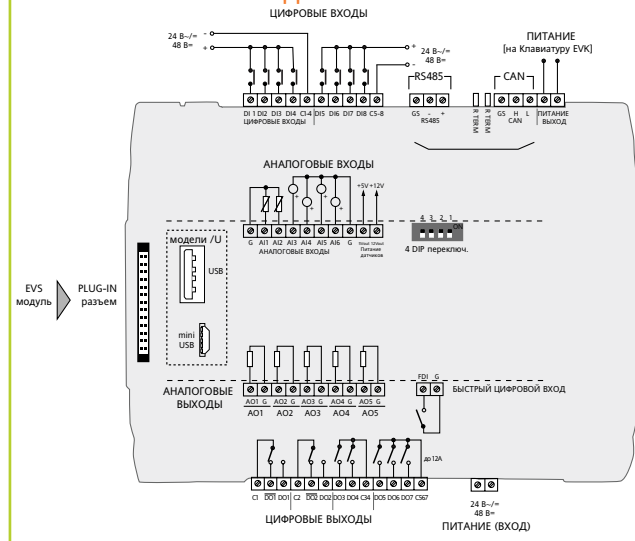 ЦИФРОВЫЕ ВХОДЫ
24 В~/= -
48 В= +
+ 24 В~/=
- 48 В=
ПИТАНИЕ
[на Клавиатуру EVK]
RS485
CAN
DI 1 DI2 DI3 DI4 C1-4 DI5 DI6 DI7 DI8 C5-8
ЦИФРОВЫЕ ВХОДЫ
GS - +
RS485
R TERM
R TERM
GS H L
CAN
ПИТАНИЕ
ВЫХОД
АНАЛОГОВЫЕ ВХОДЫ
+5V +12V
G AI1 AI2 AI3 AI4 AI5 AI6 G
АНАЛОГОВЫЕ ВХОДЫ
Питание
датчиков
4 3 2 1
ON
4 DIP переключ.
модели /U
USB
mini
USB
EVS
модуль
PLUG-IN
разъем
АНАЛОГОВЫЕ
ВЫХОДЫ
AO1 G AO2 G AO3 G AO4 G AO5 G
AO1 AO2 AO3 AO4 AO5
FDI G
БЫСТРЫЙ ЦИФРОВОЙ ВХОД
до 12А
C1 DO1 DO1 C2 DO2 DO2 DO3 DO4 C34 DO5 DO6 DO7 C567
ЦИФРОВЫЕ ВЫХОДЫ
24 В~/=
48 В=
ПИТАНИЕ (ВХОД)